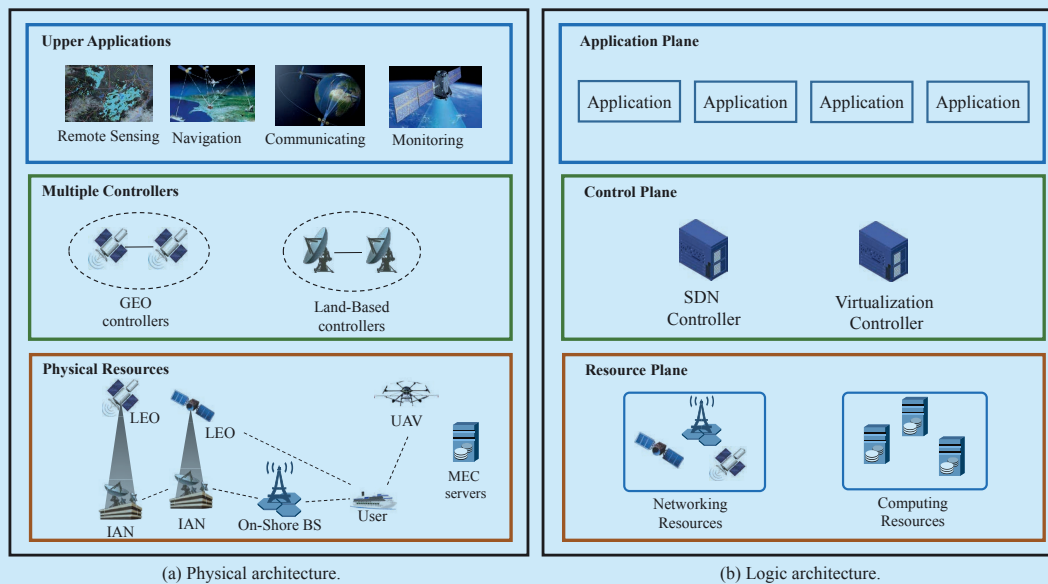 Upper Applications
Remote Sensing
Navigation
Communicating
Monitoring
Multiple Controllers
GEO
controllers
Land-Based
controllers
Physical Resources
LEO
LEO
UAV
MEC
servers
IAN
IAN
On-Shore BS
User
(a) Physical architecture.
Application Plane
Application
Application
Application
Application
Control Plane
SDN
Controller
Virtualization
Controller
Resource Plane
Networking
Resources
Computing
Resources
(b) Logic architecture.